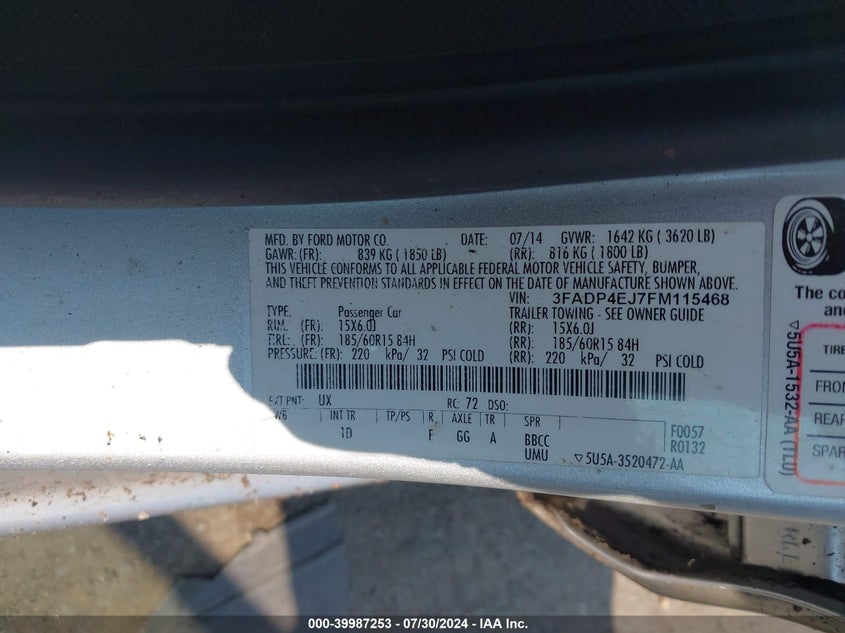 MFD. BY FORD MOTOR CO. DATE: 07/14 GVWR: 1642 KG ( 3620 LB)
GAWR: (FR): 839 KG ( 1850 LB) (RR): 816 KG ( 1800 LB)
THIS VEHICLE CONFORMS TO ALL APPLICABLE FEDERAL MOTOR VEHICLE SAFETY, BUMPER,
AND THEFT PREVENTION STANDARDS IN EFFECT ON THE DATE OF MANUFACTURE SHOWN ABOVE.
VIN: 3FADP4EJ7FM115468
TYPE: Passenger Car TRAILER TOWING - SEE OWNER GUIDE
RIM: (FR): 15X6.0J (RR): 15X6.0J
TIRE: (FR): 185/60R15 84H (RR): 185/60R15 84H
PRESSURE: (FR): 220 kPa/ 32 PSI COLD (RR): 220 kPa/ 32 PSI COLD
EXT PNT: UX RC: 72 DSO:
WB INT TR TP/PS R AXLE TR SPR
10 F GG A BBCC
UMU
F0057
R0132
▽5U5A-3520472-AA
▽5U5A-1532-AA (TLU)
The co
an
TIRE
FRON
REAR
SPAR
000-39987253 - 07/30/2024 - IAA Inc.